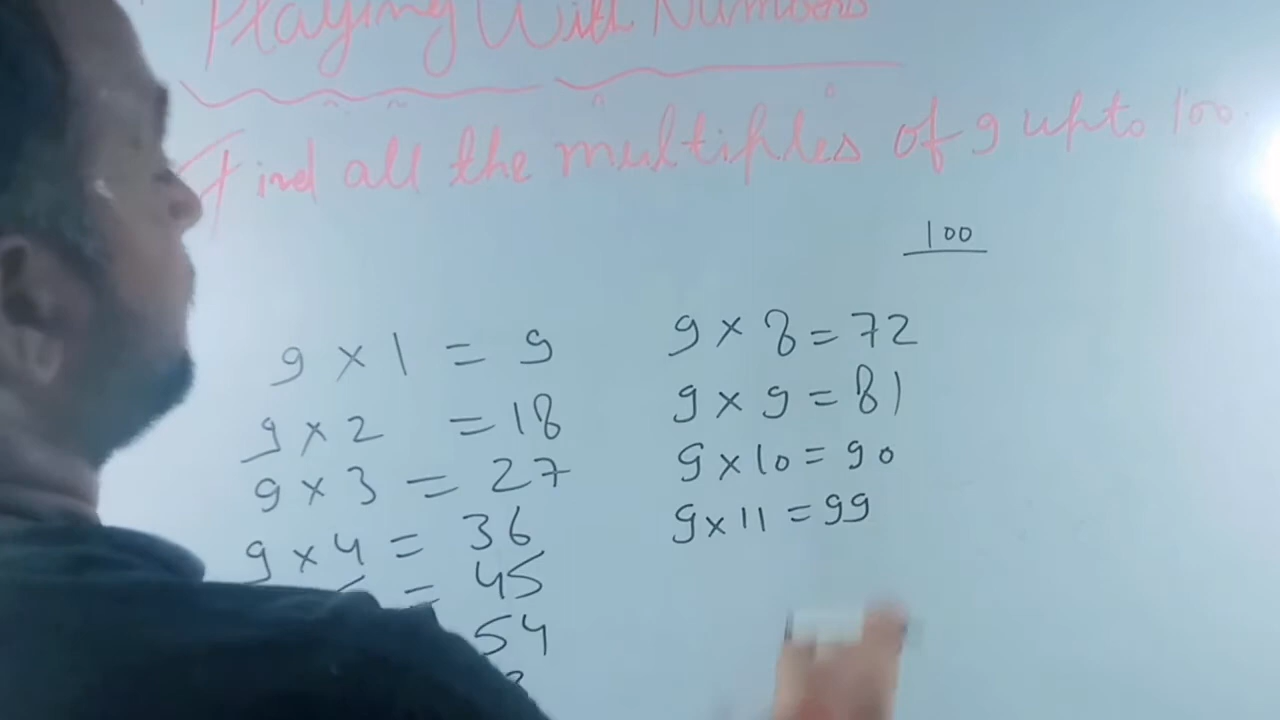 Playing With Numbers
Find all the multiples of 9 upto 100.
100
9 x 1 = 9
9 x 2 = 18
9 x 3 = 27
9 x 4 = 36
= 45
54
9 x 8 = 72
9 x 9 = 81
9 x 10 = 90
9 x 11 = 99